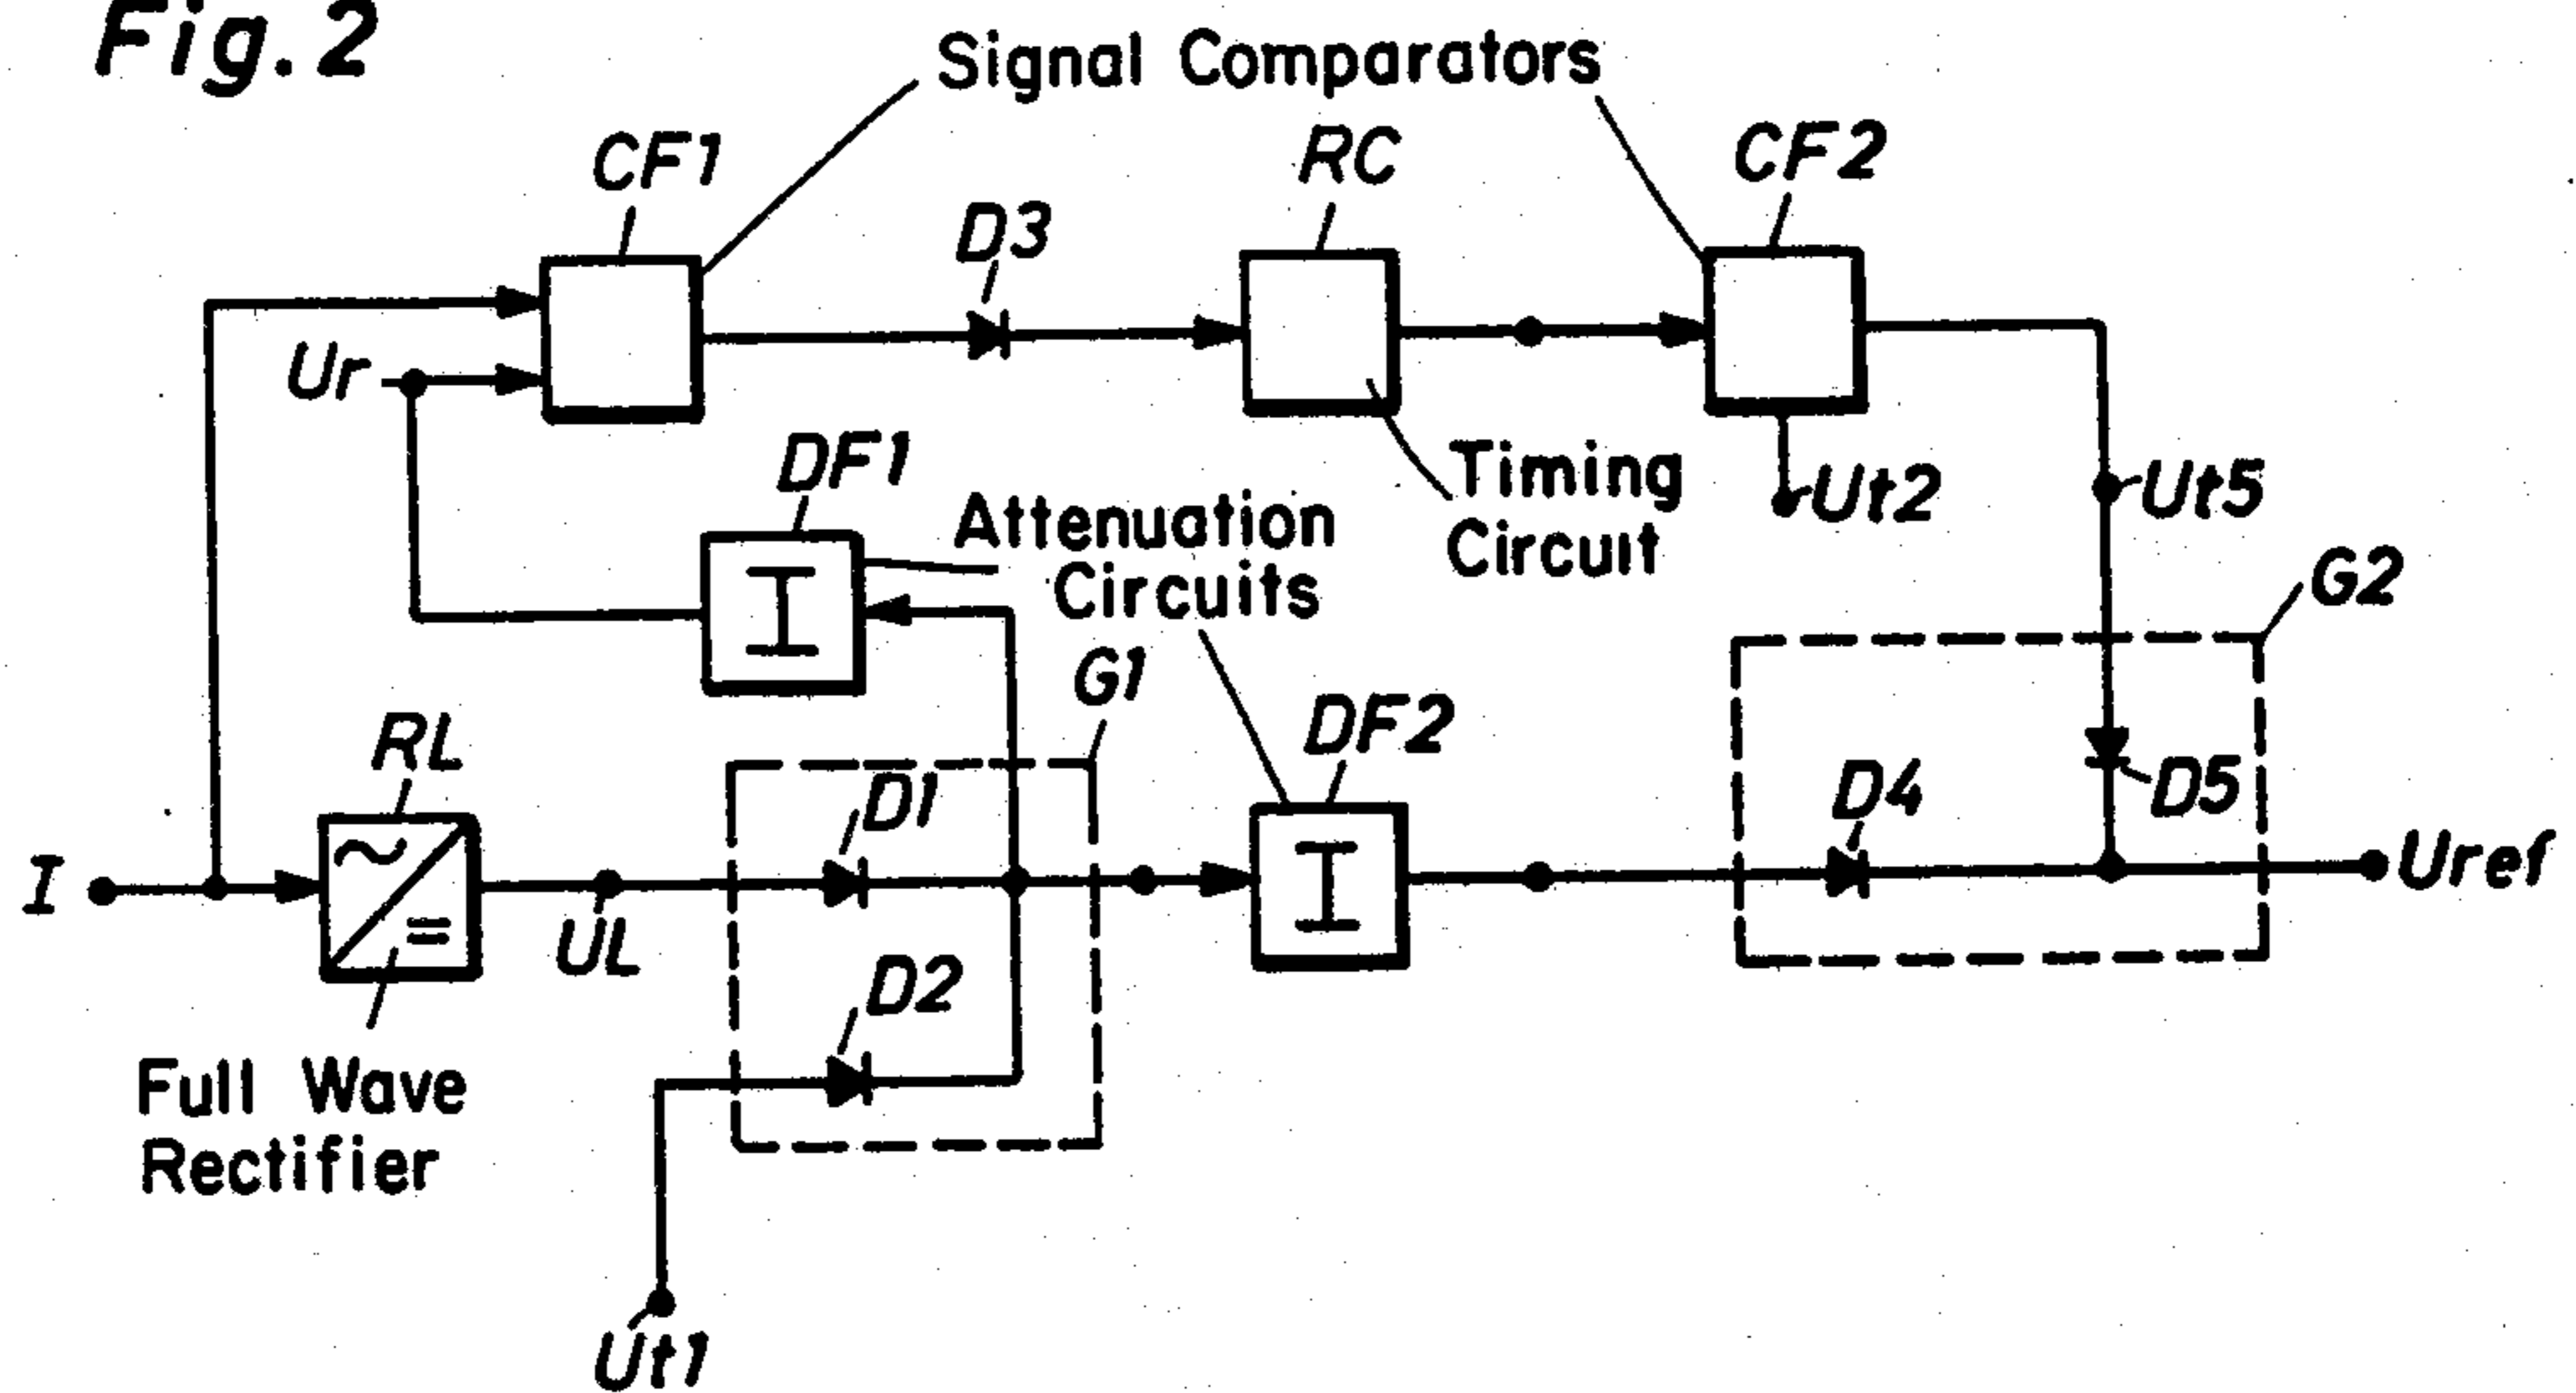 Fig. 2
Signal Comparators
CF1
RC
CF2
D3
Ur
DF1
Attenuation
Circuits
Timing
Circuit
Ut2
Ut5
G2
G1
RL
D1
DF2
D4
D5
I
~
=
I
I
UL
Uref
D2
Full Wave
Rectifier
Ut1